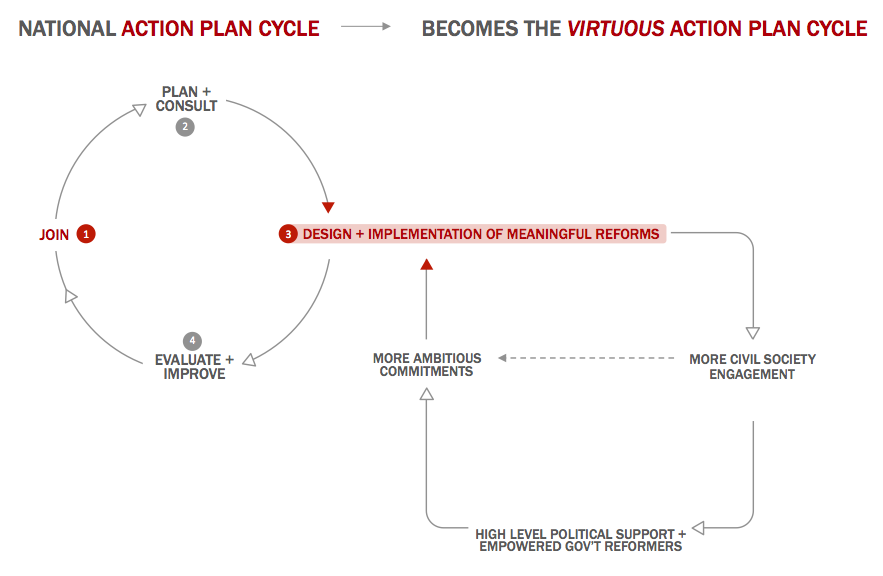 NATIONAL ACTION PLAN CYCLE
BECOMES THE VIRTUOUS ACTION PLAN CYCLE
PLAN +
CONSULT
2
JOIN 1
3 DESIGN + IMPLEMENTATION OF MEANINGFUL REFORMS
4
EVALUATE +
IMPROVE
MORE AMBITIOUS
COMMITMENTS
MORE CIVIL SOCIETY
ENGAGEMENT
HIGH LEVEL POLITICAL SUPPORT +
EMPOWERED GOV'T REFORMERS